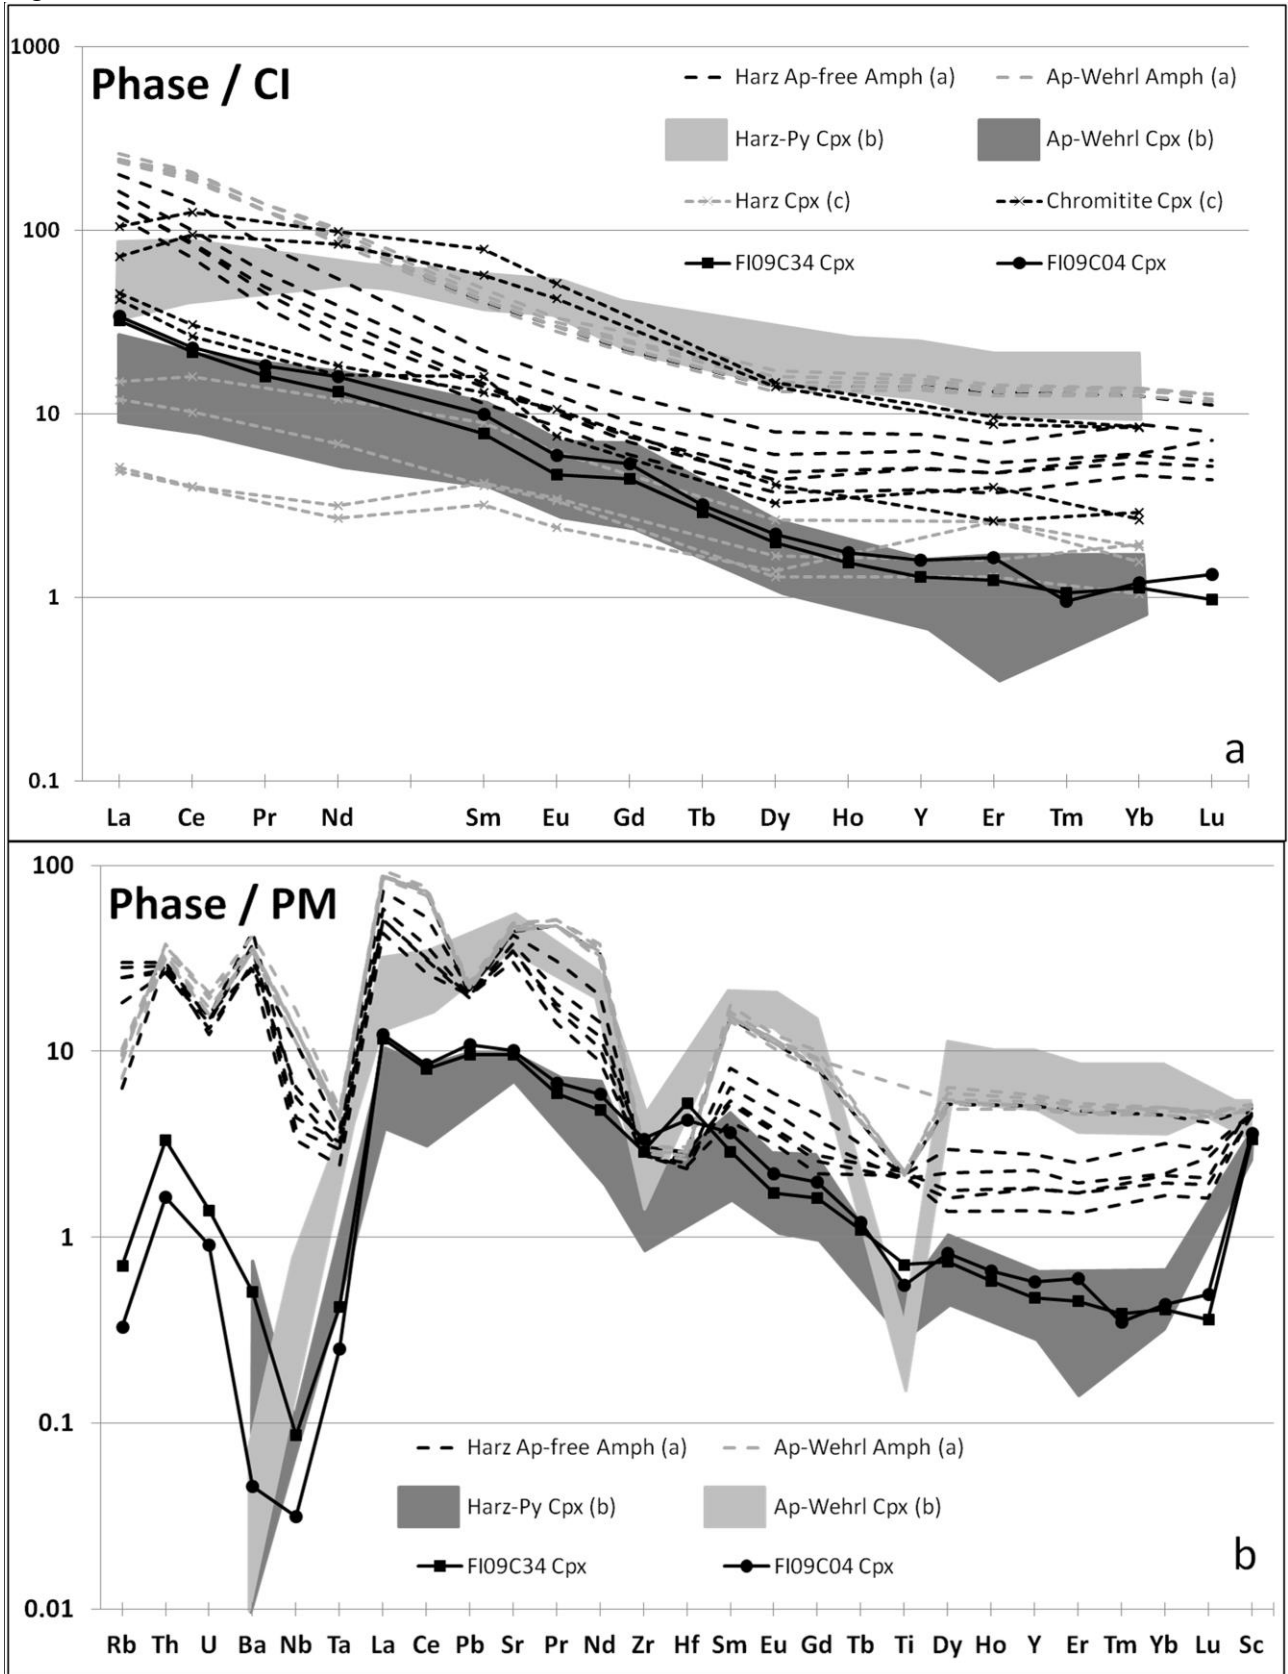 1000
Phase / CI
Harz Ap-free Amph (a)
Ap-Wehrl Amph (a)
Harz-Py Cpx (b)
Ap-Wehrl Cpx (b)
Harz Cpx (c)
Chromitite Cpx (c)
FI09C34 Cpx
FI09C04 Cpx
100
10
1
0.1
a
La Ce Pr Nd Sm Eu Gd Tb Dy Ho Y Er Tm Yb Lu
100
Phase / PM
10
1
0.1
Harz Ap-free Amph (a)
Ap-Wehrl Amph (a)
Harz-Py Cpx (b)
Ap-Wehrl Cpx (b)
FI09C34 Cpx
FI09C04 Cpx
b
0.01
Rb Th U Ba Nb Ta La Ce Pb Sr Pr Nd Zr Hf Sm Eu Gd Tb Ti Dy Ho Y Er Tm Yb Lu Sc